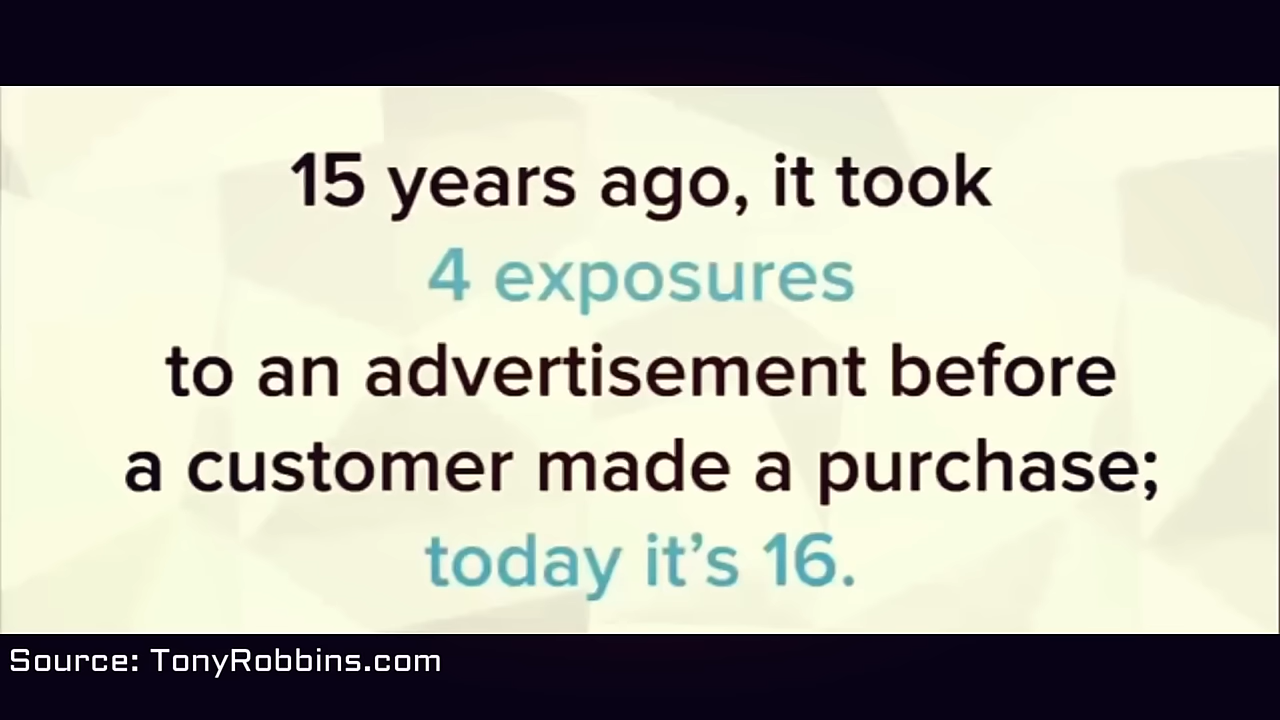 15 years ago, it took
4 exposures
to an advertisement before
a customer made a purchase;
today it’s 16.
Source: TonyRobbins.com